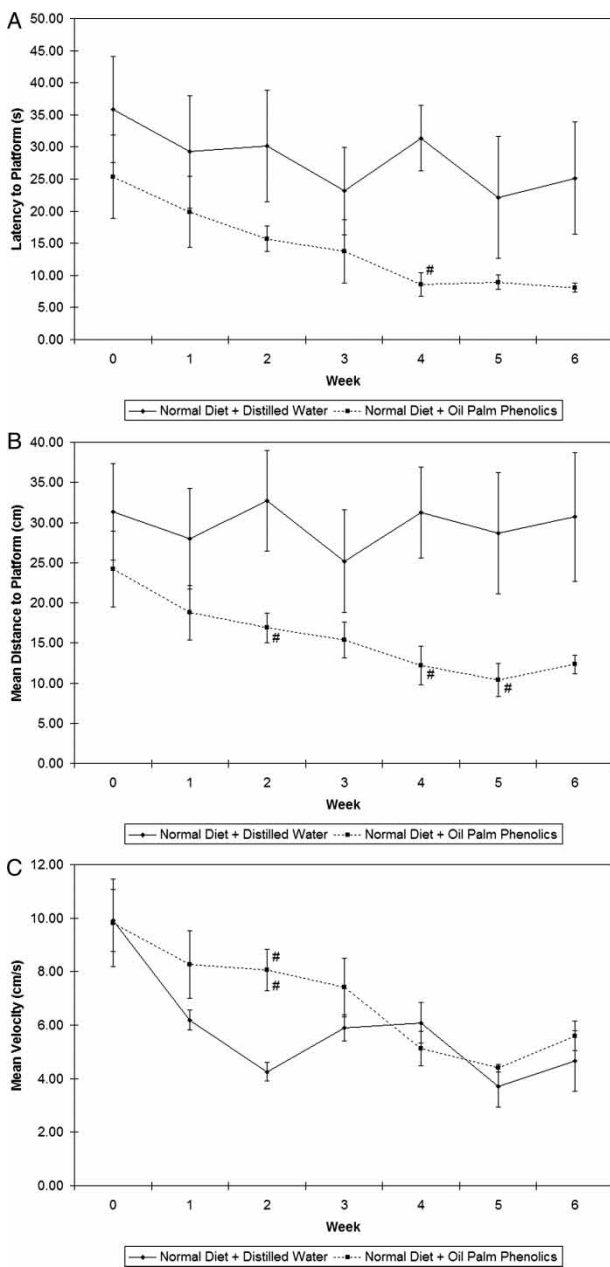 A
50.00
45.00
40.00
35.00
30.00
25.00
20.00
15.00
10.00
5.00
0.00
Latency to Platform (s)
#
0 1 2 3 4 5 6
Week
Normal Diet + Distilled Water Normal Diet + Oil Palm Phenolics
B
40.00
35.00
30.00
25.00
20.00
15.00
10.00
5.00
0.00
Mean Distance to Platform (cm)
# # #
0 1 2 3 4 5 6
Week
Normal Diet + Distilled Water Normal Diet + Oil Palm Phenolics
C
12.00
10.00
8.00
6.00
4.00
2.00
0.00
Mean Velocity (cm/s)
#
#
0 1 2 3 4 5 6
Week
Normal Diet + Distilled Water Normal Diet + Oil Palm Phenolics